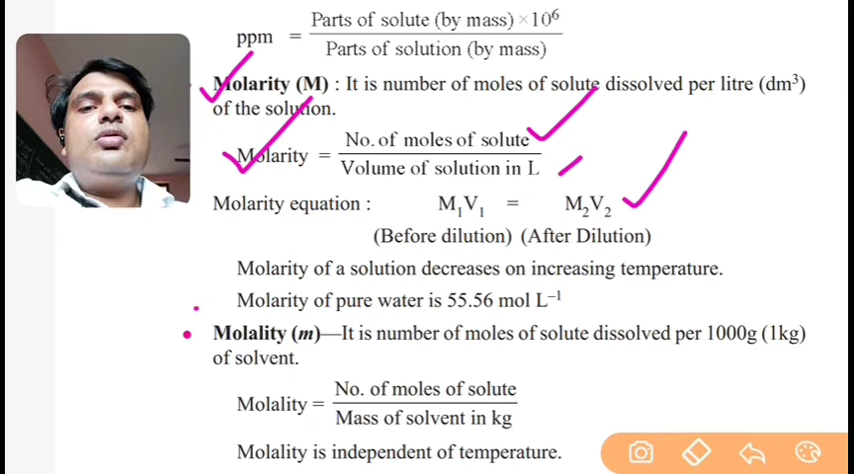 ppm = Parts of solute (by mass) × 10⁶ / Parts of solution (by mass)
Molarity (M) : It is number of moles of solute dissolved per litre (dm³)
of the solution.
Molarity = No. of moles of solute / Volume of solution in L
Molarity equation : M₁V₁ = M₂V₂
(Before dilution) (After Dilution)
Molarity of a solution decreases on increasing temperature.
Molarity of pure water is 55.56 mol L⁻¹
• Molality (m)—It is number of moles of solute dissolved per 1000g (1kg)
of solvent.
Molality = No. of moles of solute / Mass of solvent in kg
Molality is independent of temperature.